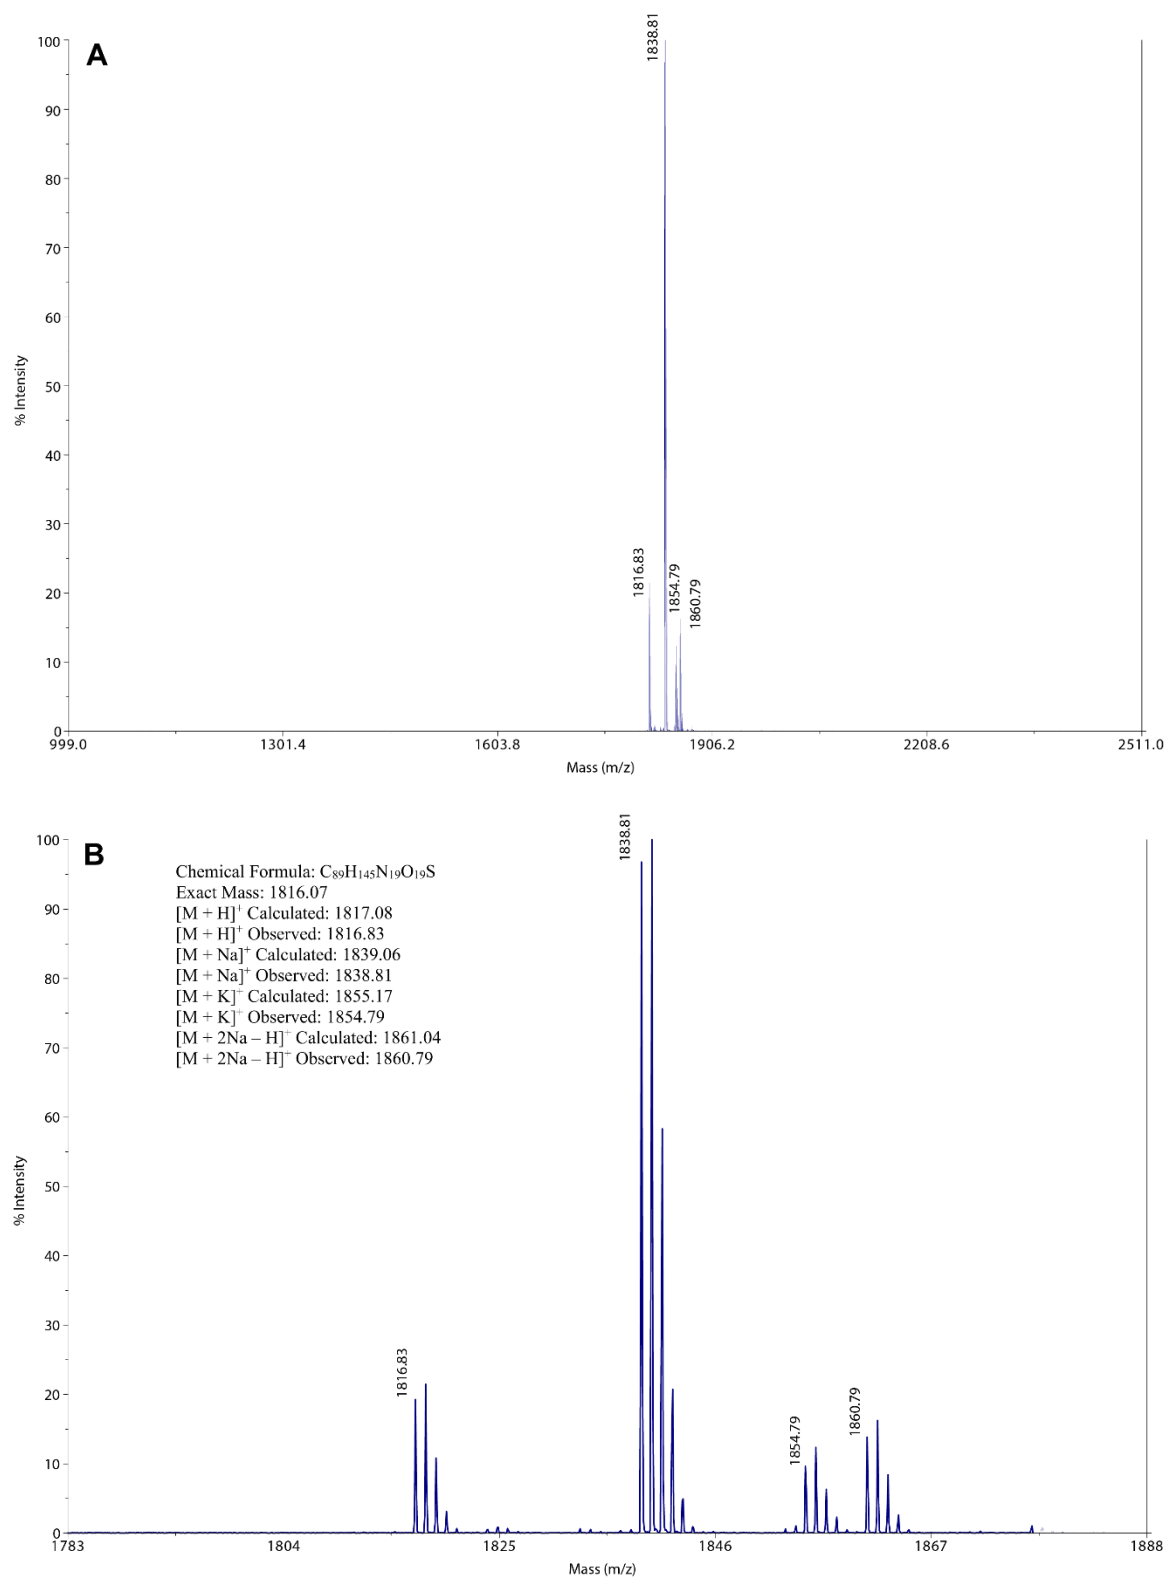 A
1838.81
100
90
80
70
60
50
40
30
20
10
0
% Intensity
1816.83
1854.79
1860.79
999.0 1301.4 1603.8 1906.2 2208.6 2511.0
Mass (m/z)
B
1838.81
Chemical Formula: C₈₉H₁₄₅N₁₉O₁₉S
Exact Mass: 1816.07
[M + H]⁺ Calculated: 1817.08
[M + H]⁺ Observed: 1816.83
[M + Na]⁺ Calculated: 1839.06
[M + Na]⁺ Observed: 1838.81
[M + K]⁺ Calculated: 1855.17
[M + K]⁺ Observed: 1854.79
[M + 2Na – H]⁺ Calculated: 1861.04
[M + 2Na – H]⁺ Observed: 1860.79
100
90
80
70
60
50
40
30
20
10
0
% Intensity
1816.83
1854.79
1860.79
1783 1804 1825 1846 1867 1888
Mass (m/z)